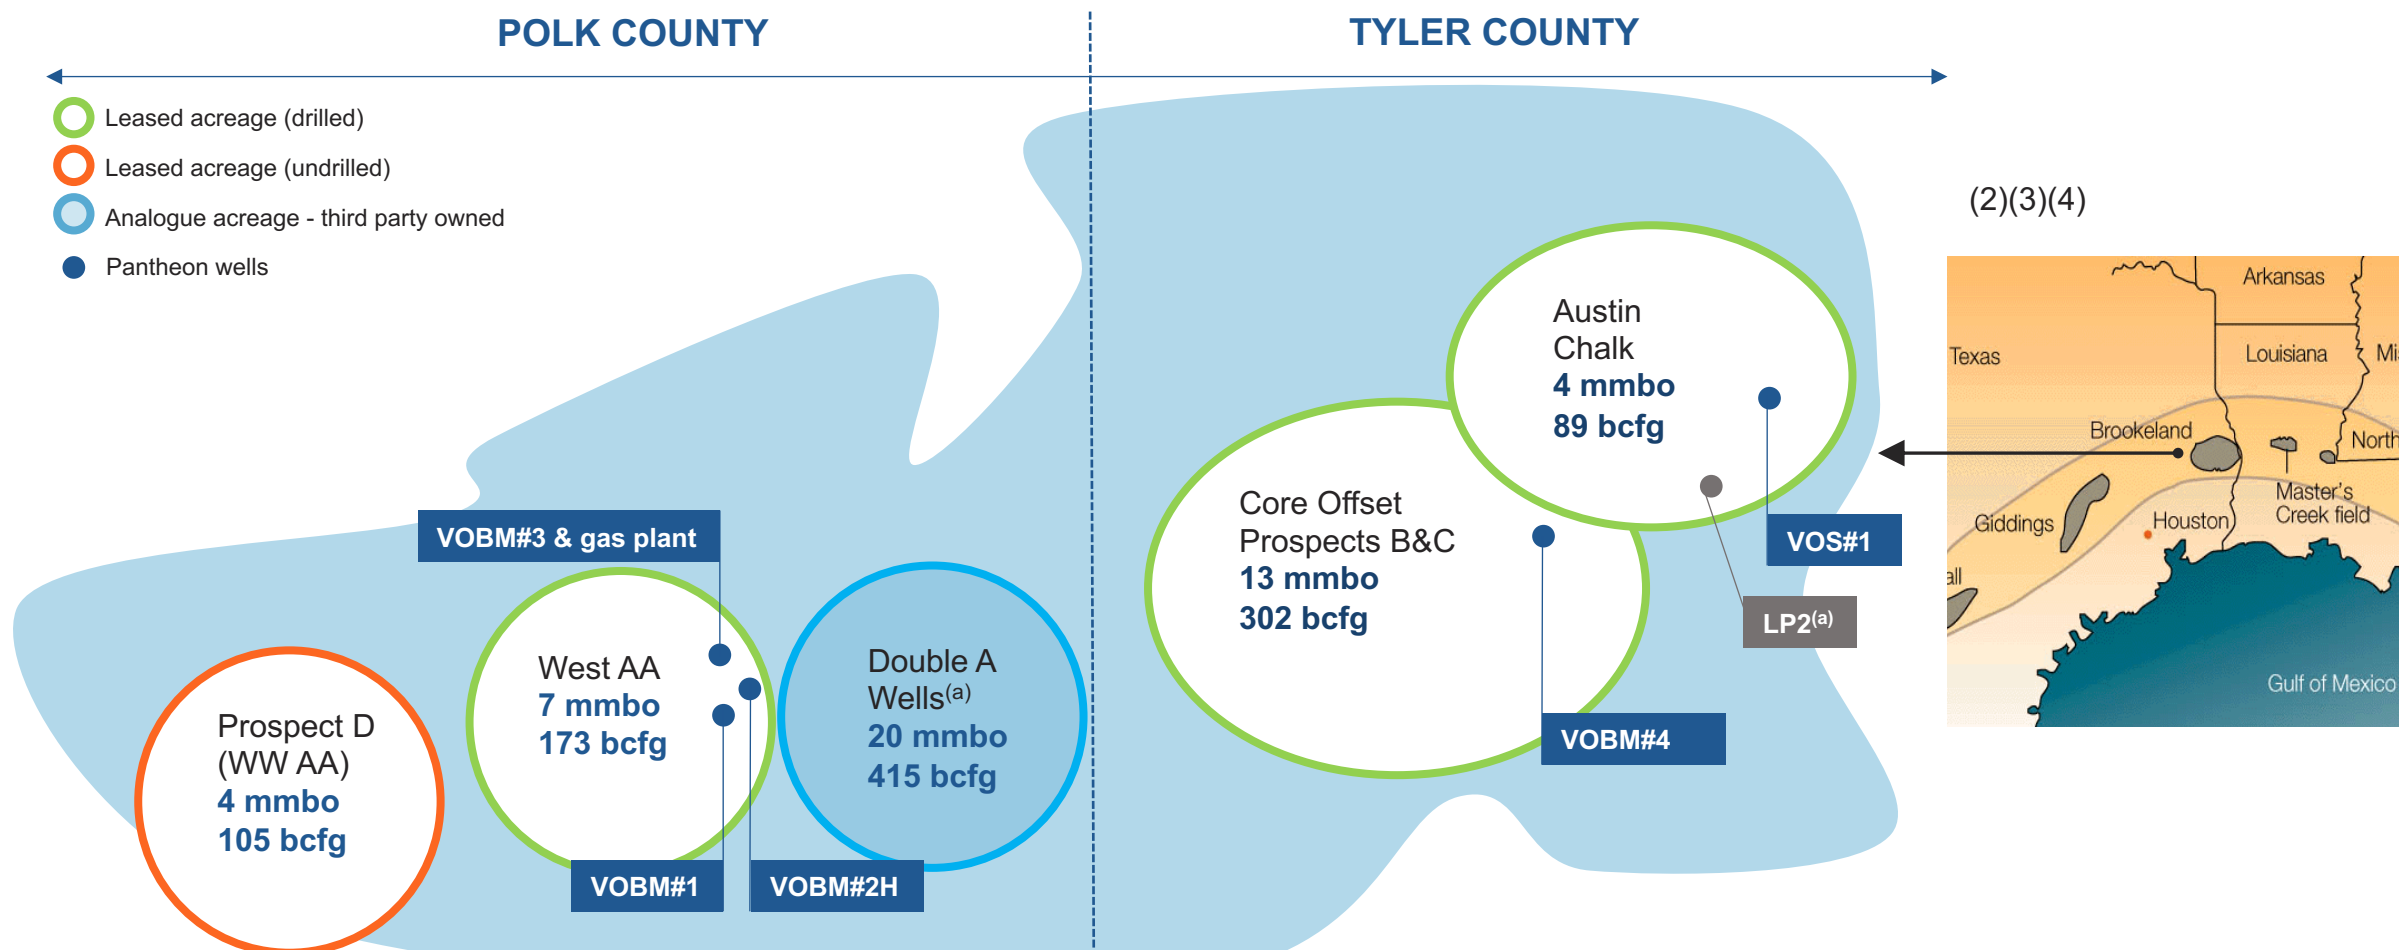 POLK COUNTY
TYLER COUNTY
Leased acreage (drilled)
Leased acreage (undrilled)
Analogue acreage - third party owned
Pantheon wells
(2)(3)(4)
Austin
Chalk
4 mmbo
89 bcfg
Core Offset
Prospects B&C
13 mmbo
302 bcfg
VOS#1
LP2(a)
VOBM#4
VOBM#3 & gas plant
West AA
7 mmbo
173 bcfg
Double A
Wells(a)
20 mmbo
415 bcfg
Prospect D
(WW AA)
4 mmbo
105 bcfg
VOBM#1
VOBM#2H
Arkansas
Texas
Louisiana
Brookeland
North
Master's
Creek field
Giddings
Houston
Gulf of Mexico